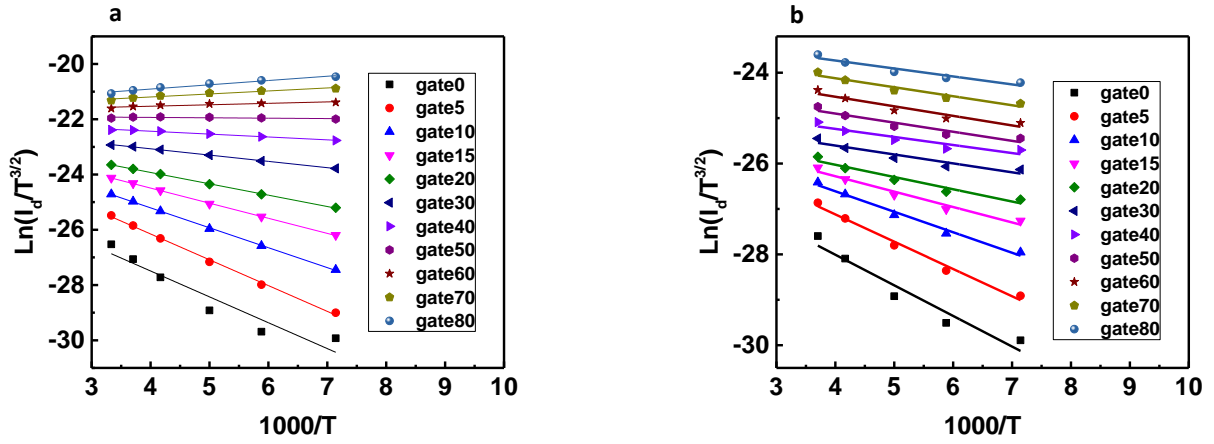 a
Ln(I_d/T^{3/2})
-20
-22
-24
-26
-28
-30
3 4 5 6 7 8 9 10
1000/T
gate0
gate5
gate10
gate15
gate20
gate30
gate40
gate50
gate60
gate70
gate80
b
Ln(I_d/T^{3/2})
-24
-26
-28
-30
3 4 5 6 7 8 9 10
1000/T
gate0
gate5
gate10
gate15
gate20
gate30
gate40
gate50
gate60
gate70
gate80